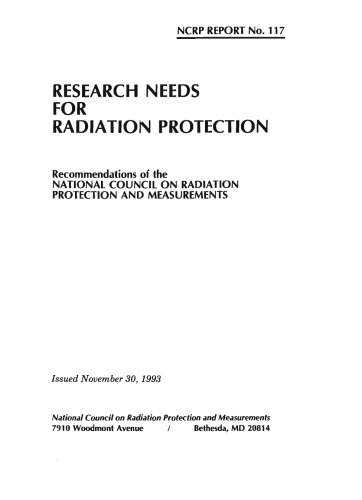 NCRP REPORT No. 117
RESEARCH NEEDS
FOR
RADIATION PROTECTION
Recommendations of the
NATIONAL COUNCIL ON RADIATION
PROTECTION AND MEASUREMENTS
Issued November 30, 1993
National Council on Radiation Protection and Measurements
7910 Woodmont Avenue / Bethesda, MD 20814